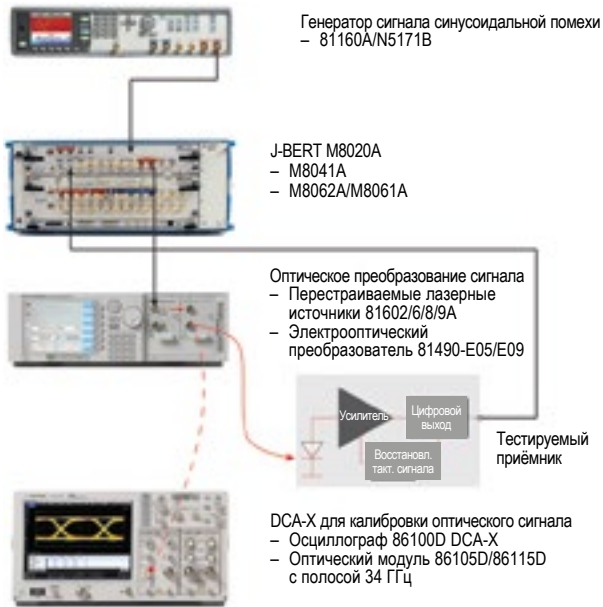 Генератор сигнала синусоидальной помехи
– 81160A/N5171B
J-BERT M8020A
– M8041A
– M8062A/M8061A
Оптическое преобразование сигнала
– Перестраиваемые лазерные
источники 81602/6/8/9A
– Электрооптический
преобразователь 81490-E05/E09
Усилитель
Цифровой
выход
Восстановл.
такт. сигнала
Тестируемый
приёмник
DCA-X для калибровки оптического сигнала
– Осциллограф 86100D DCA-X
– Оптический модуль 86105D/86115D
с полосой 34 ГГц